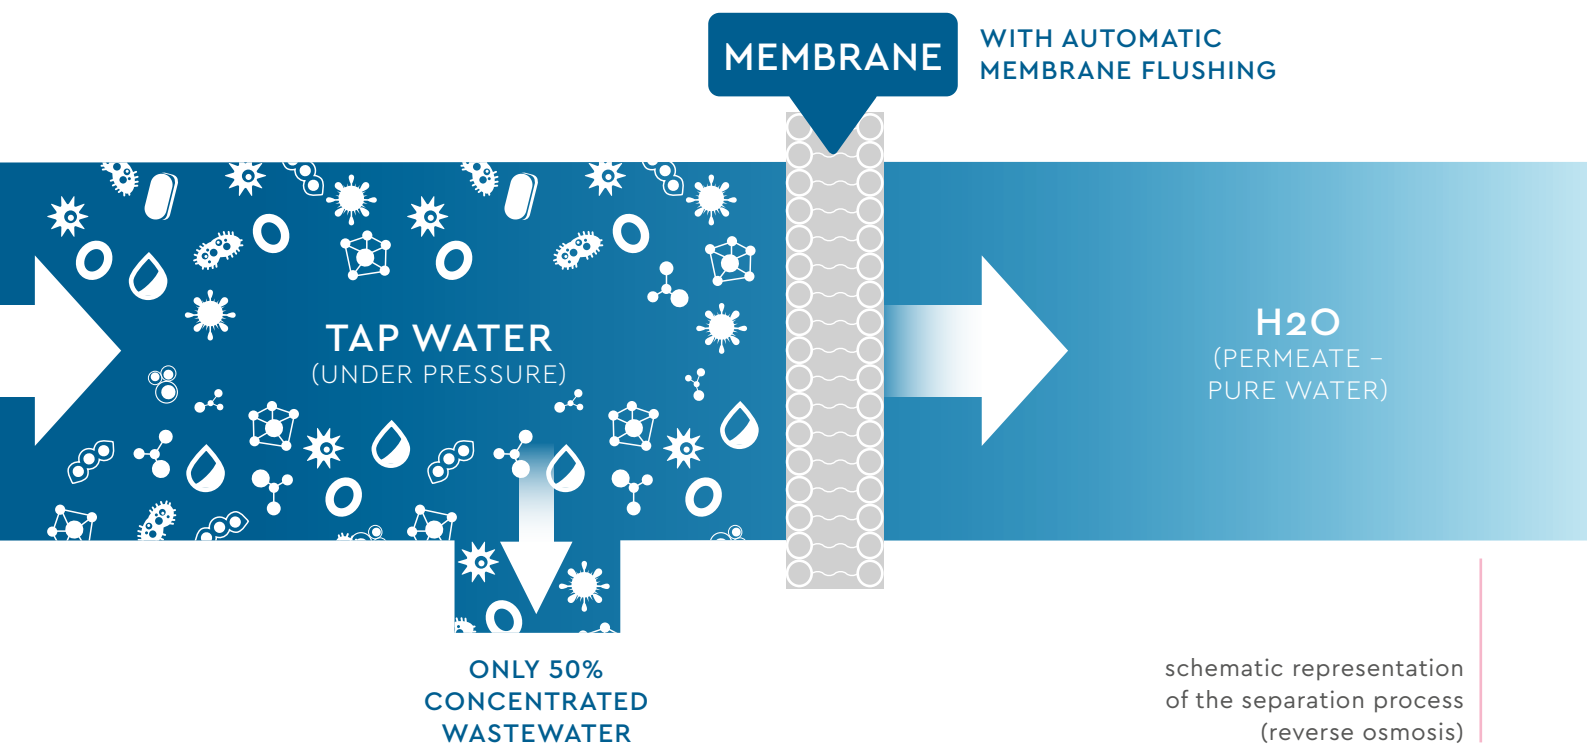 MEMBRANE
WITH AUTOMATIC
MEMBRANE FLUSHING
TAP WATER
(UNDER PRESSURE)
H2O
(PERMEATE –
PURE WATER)
ONLY 50%
CONCENTRATED
WASTEWATER
schematic representation
of the separation process
(reverse osmosis)